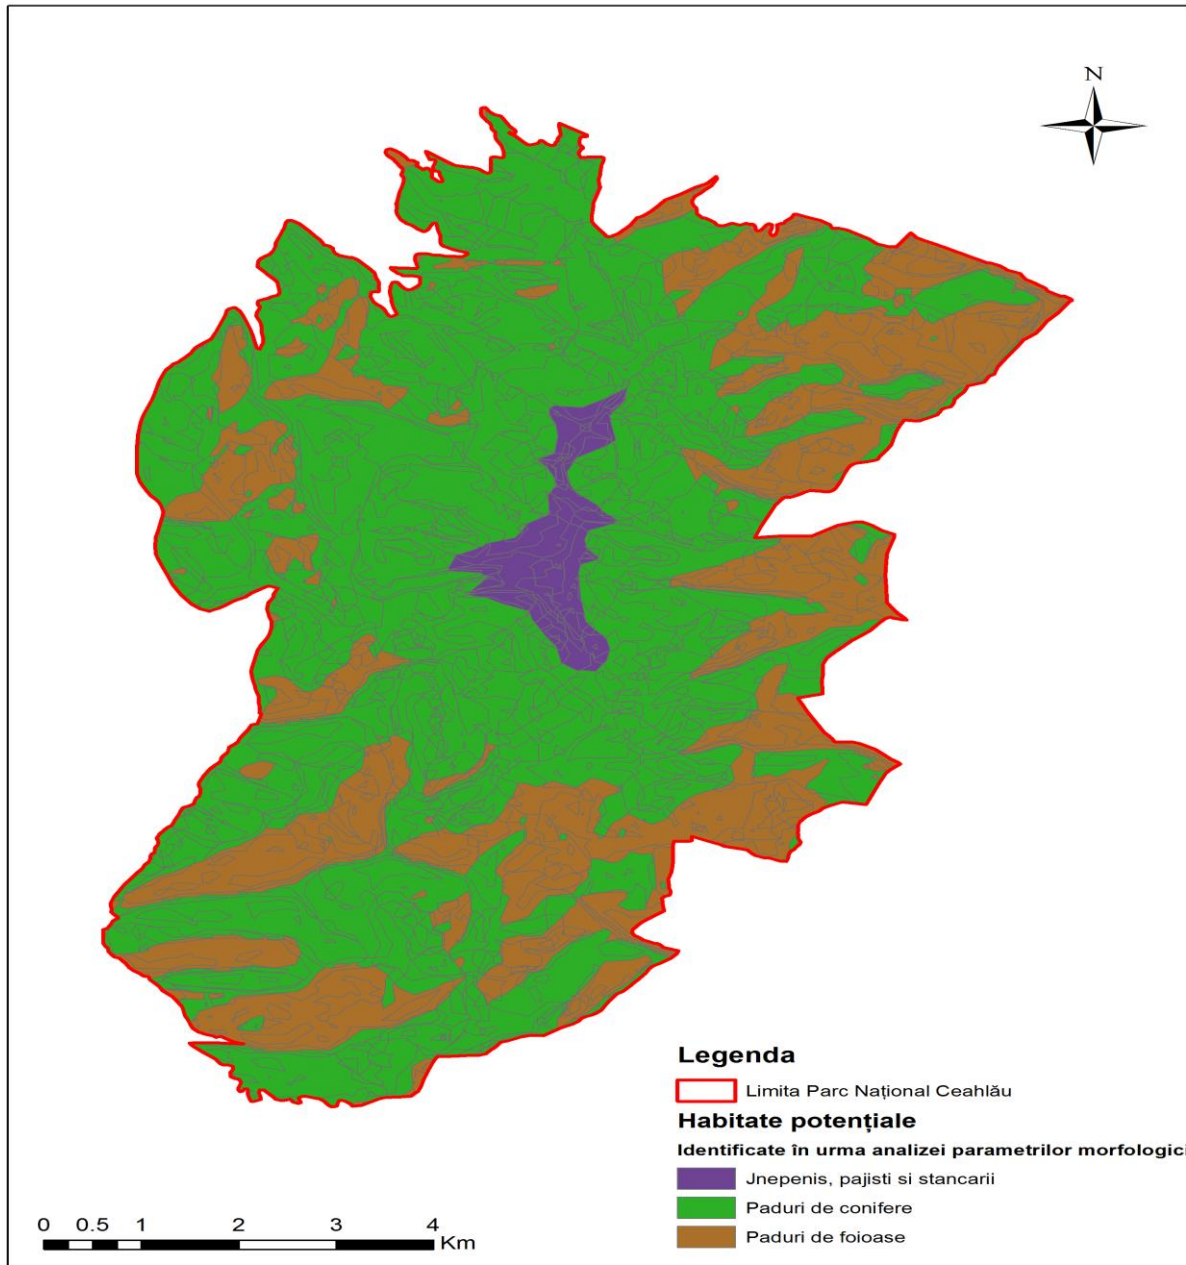 N
Legenda
Limita Parc Național Ceahlău
Habitate potențiale
Identificate în urma analizei parametrilor morfologici
Jnepenis, pajisti si stancarii
Paduri de conifere
Paduri de foioase
0 0.5 1 2 3 4
Km